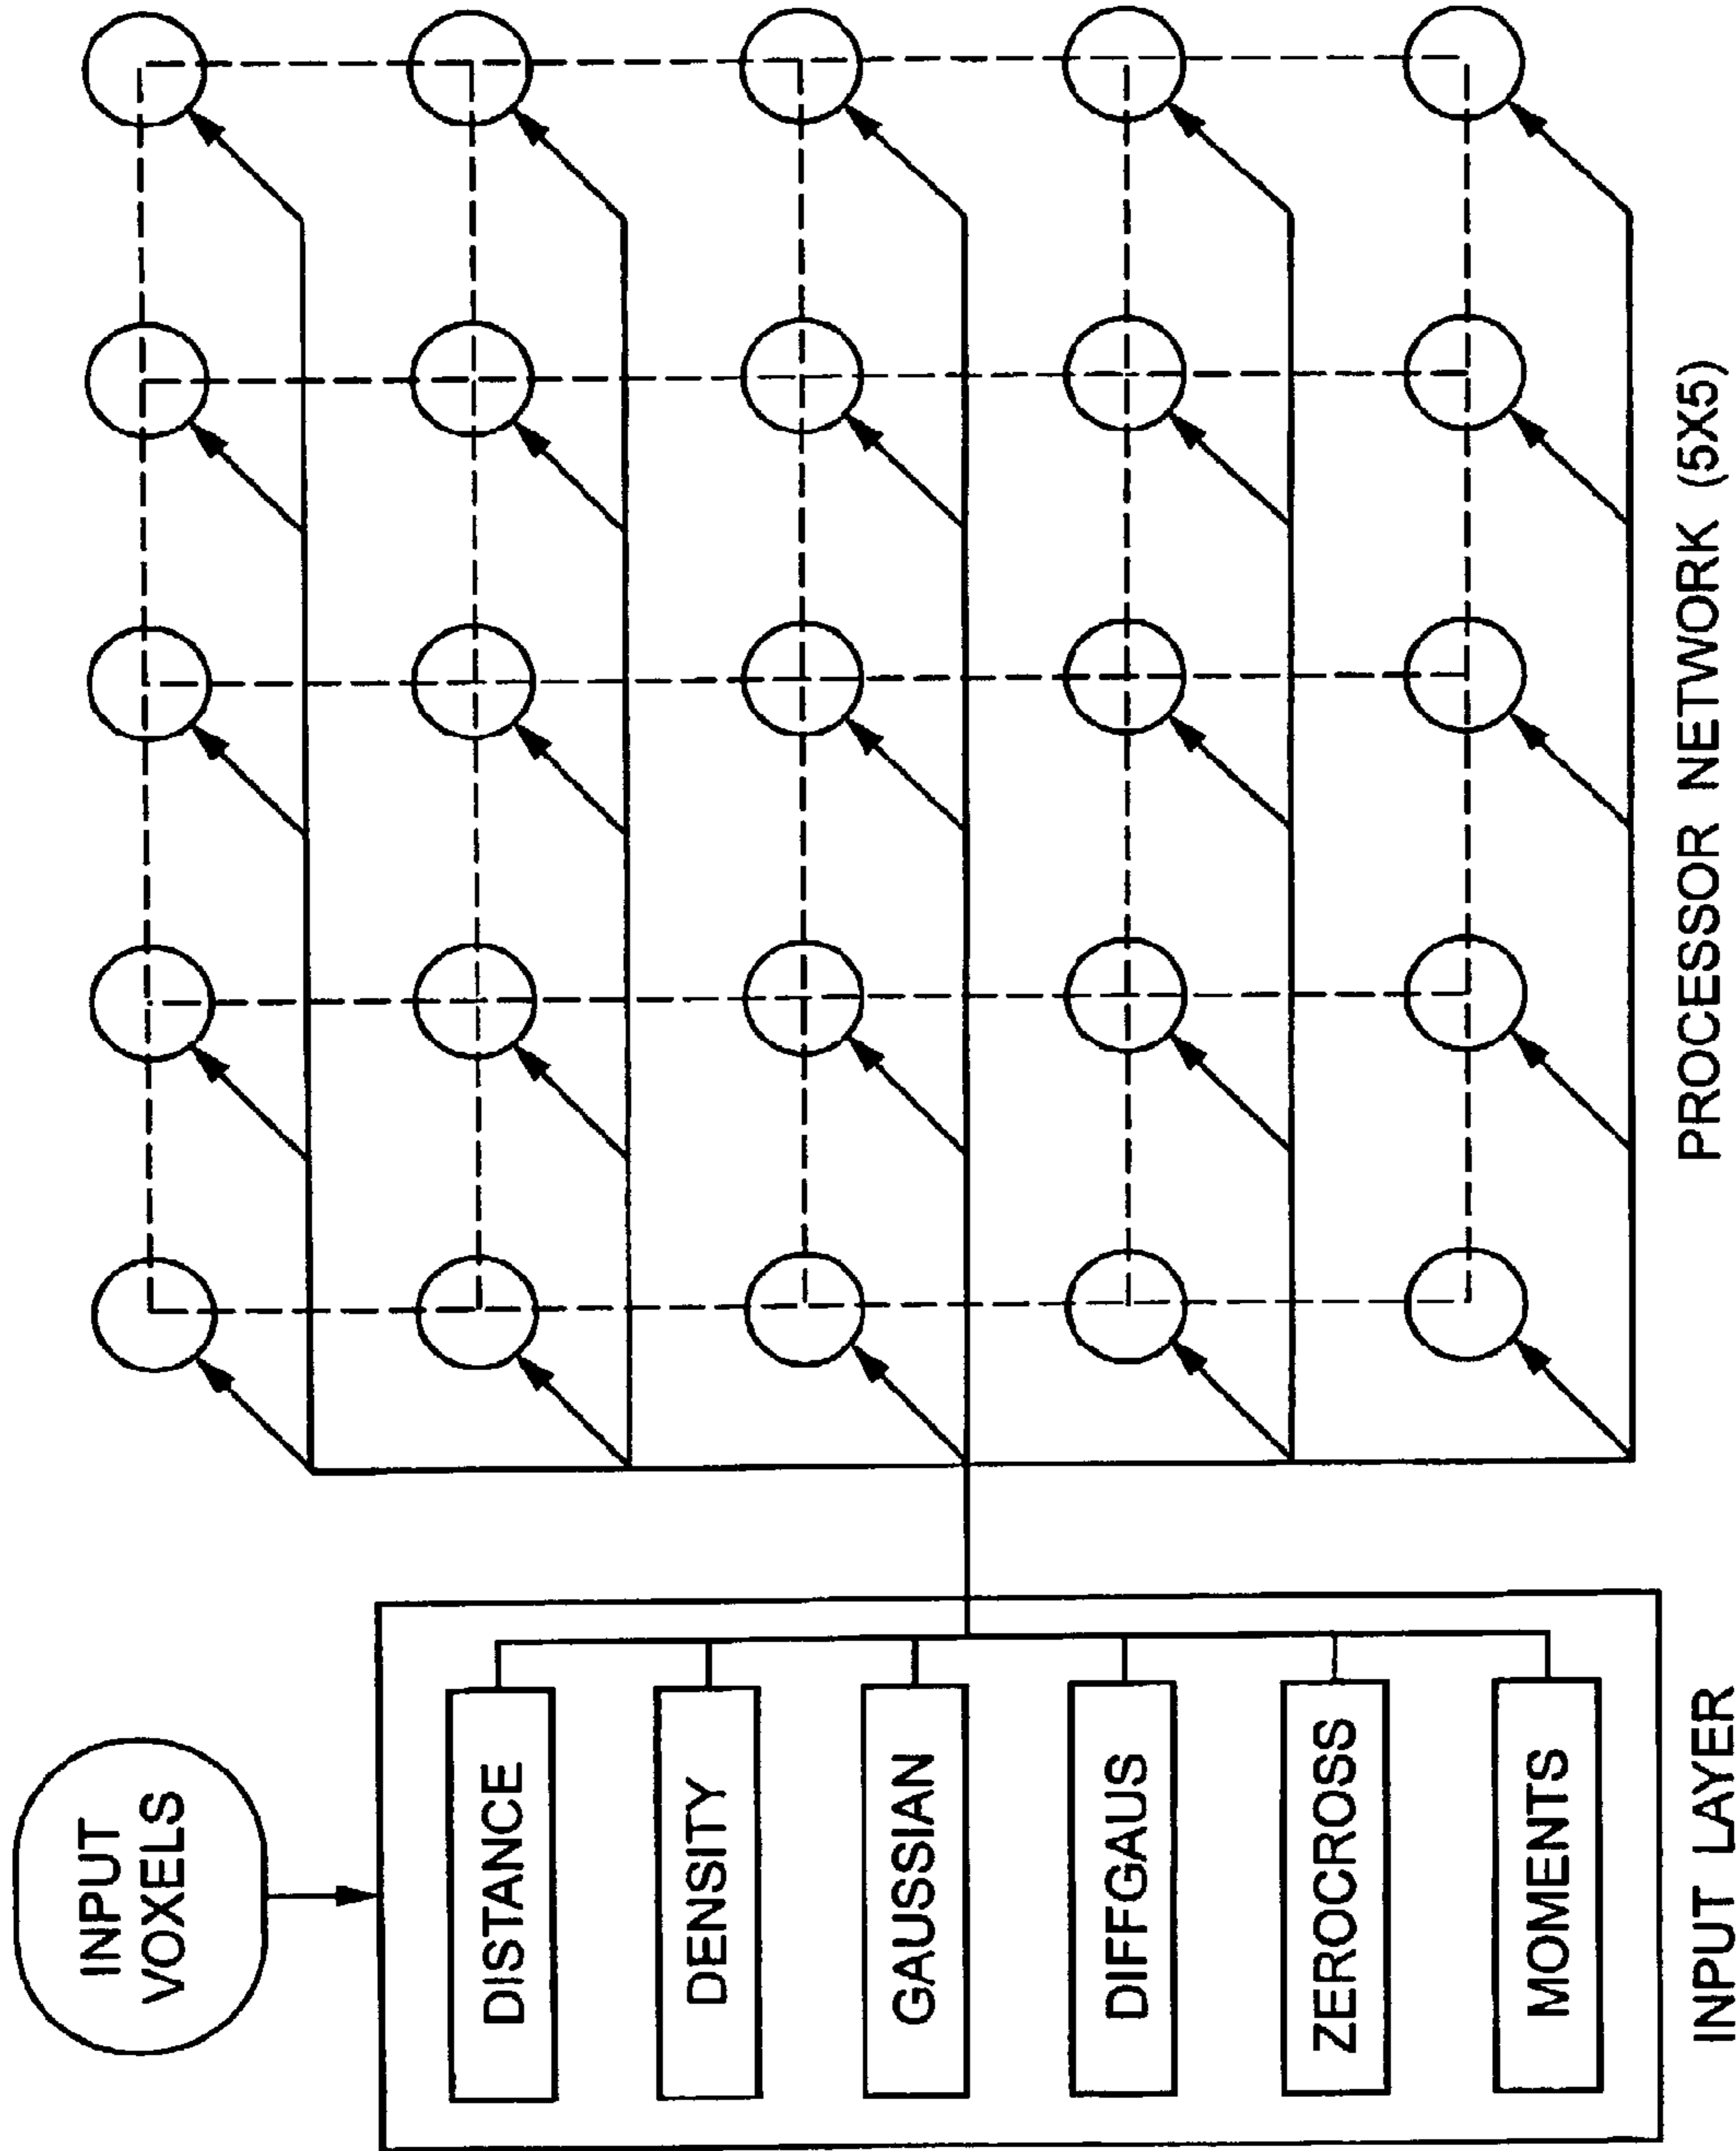 INPUT
VOXELS
DISTANCE
DENSITY
GAUSSIAN
DIFFGAUS
ZEROCROSS
MOMENTS
INPUT LAYER
PROCESSOR NETWORK (5X5)